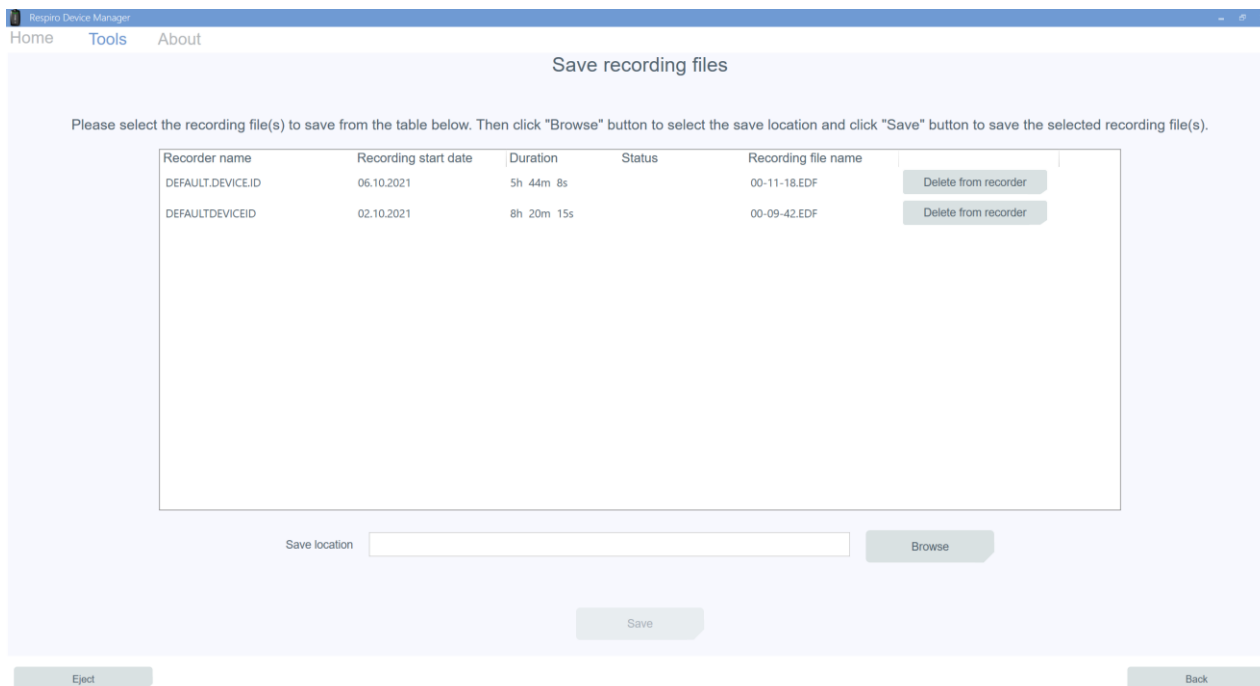 Respiro Device Manager
Home Tools About
Save recording files
Please select the recording file(s) to save from the table below. Then click "Browse" button to select the save location and click "Save" button to save the selected recording file(s).
Recorder name Recording start date Duration Status Recording file name
DEFAULT.DEVICE.ID 06.10.2021 5h 44m 8s 00-11-18.EDF Delete from recorder
DEFAULTDEVICEID 02.10.2021 8h 20m 15s 00-09-42.EDF Delete from recorder
Save location Browse
Save
Eject Back